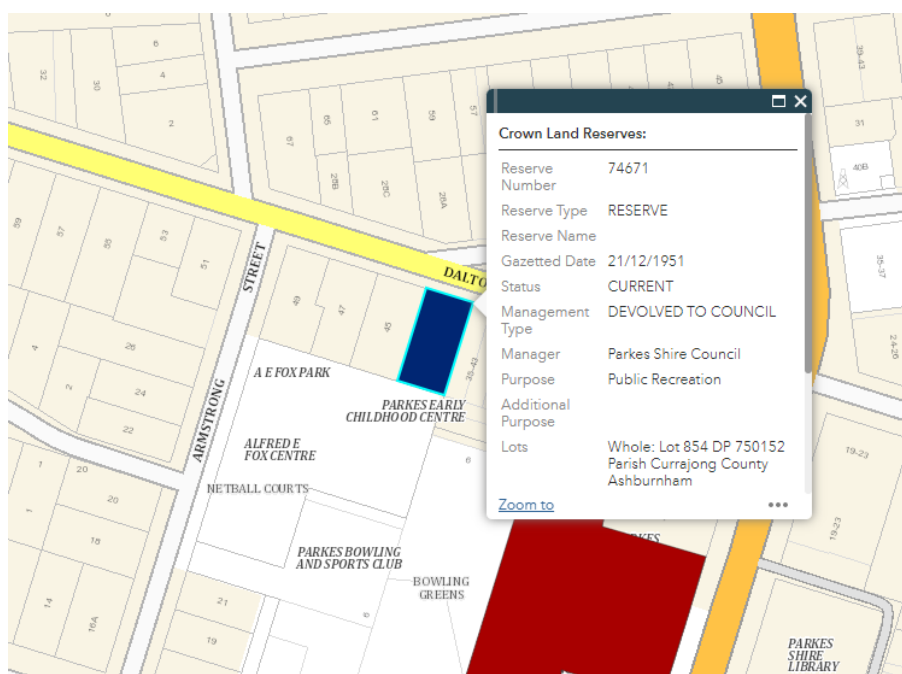 6
32
30
4
2
39-43
67
65
61
59
57
45
31
40B
28B
28C
28A
59
57
55
53
51
35-37
STREET
DALTO
49
47
45
35-43
4
2
26
24
22
24-26
A E FOX PARK
PARKES EARLY
CHILDHOOD CENTRE
ARMSTRONG
ALFRED E
FOX CENTRE
NETBALL COURTS
6
1
20
20
1
18
14
16A
PARKES BOWLING
AND SPORTS CLUB
BOWLING
GREENS
6
21
19
19-23
19-23
PARKES
SHIRE
LIBRARY
Crown Land Reserves:
Reserve Number 74671
Reserve Type RESERVE
Reserve Name
Gazetted Date 21/12/1951
Status CURRENT
Management Type DEVOLVED TO COUNCIL
Manager Parkes Shire Council
Purpose Public Recreation
Additional Purpose
Lots Whole: Lot 854 DP 750152
Parish Currajong County
Ashburnham
Zoom to